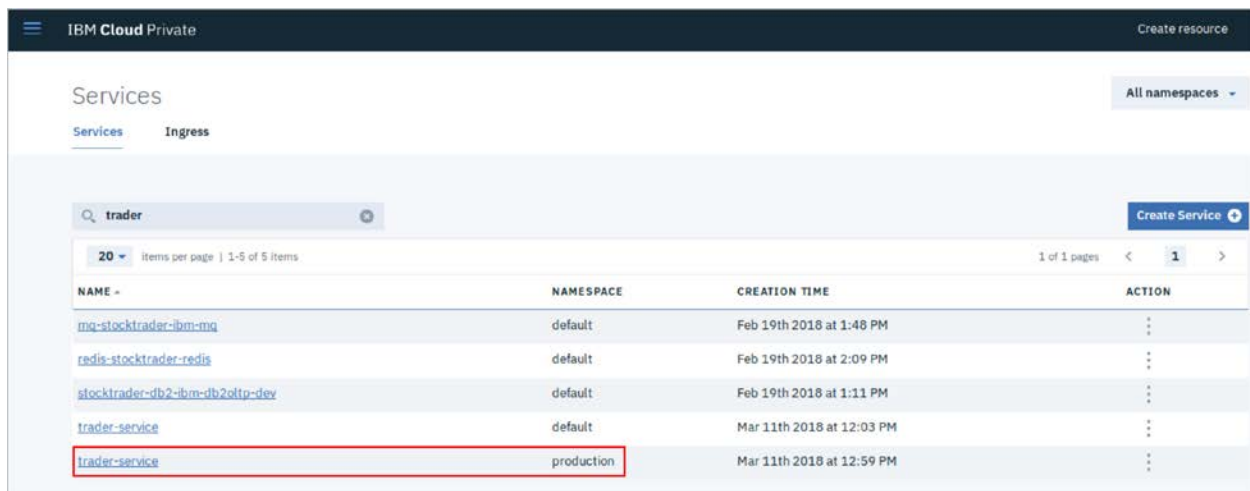 IBM Cloud Private Create resource
Services All namespaces
Services Ingress
trader Create Service
20 items per page | 1-5 of 5 items 1 of 1 pages < 1 >
NAME NAMESPACE CREATION TIME ACTION
mq-stocktrader-ibm-mq default Feb 19th 2018 at 1:48 PM
redis-stocktrader-redis default Feb 19th 2018 at 2:09 PM
stocktrader-db2-ibm-db2oltp-dev default Feb 19th 2018 at 1:11 PM
trader-service default Mar 11th 2018 at 12:03 PM
trader-service production Mar 11th 2018 at 12:59 PM